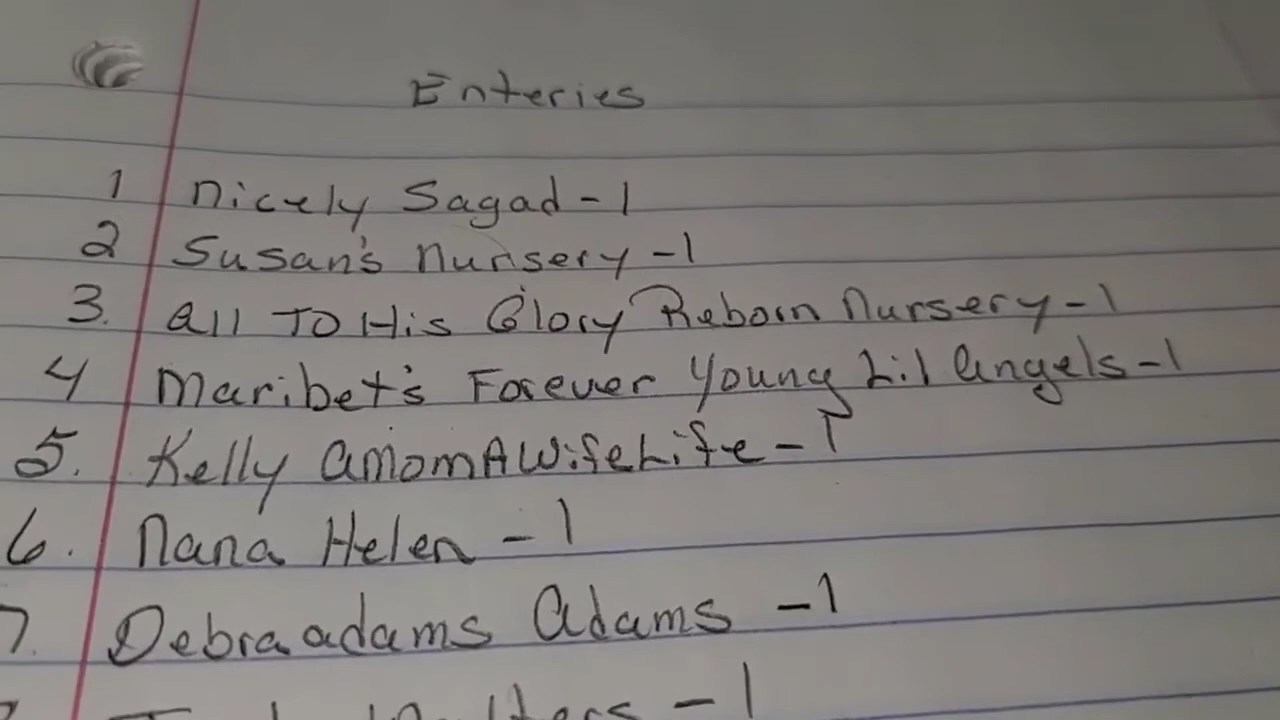 Enteries
1 Nicely Sagad - 1
2 Susan's Nursery - 1
3. All To His Glory Reborn Nursery - 1
4 Maribet's Forever Young Lil Angels - 1
5. Kelly AMomAWifeLife - 1
6. Nana Helen - 1
7. Debraadams Adams - 1
- 1